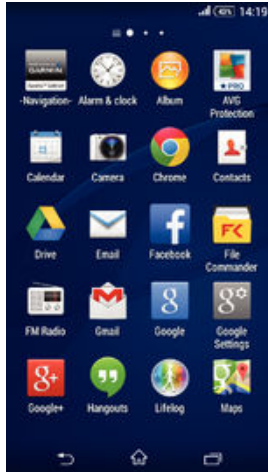 43% 14:19
GARMIN
PRO
-Navigation- Alarm & clock Album AVG Protection
Calendar Camera Chrome Contacts
Drive Email Facebook File Commander
FM Radio Gmail Google Google Settings
Google+ Hangouts Lifelog Maps